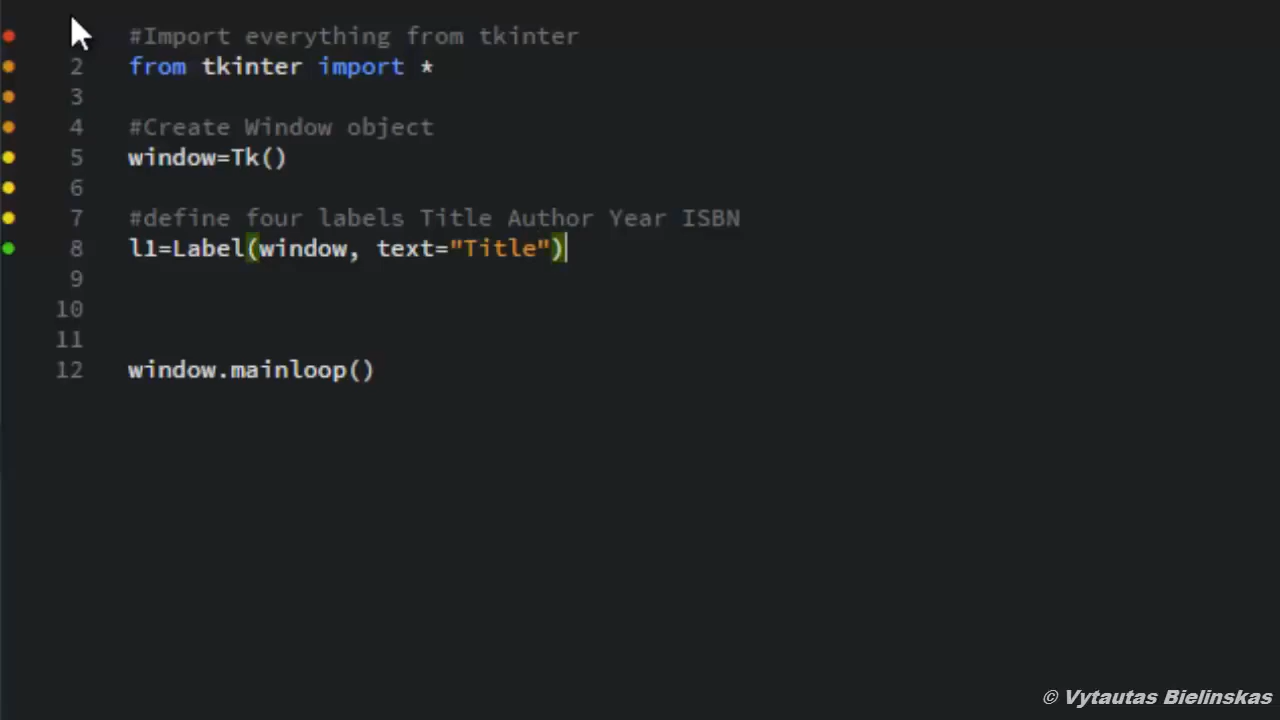 #Import everything from tkinter
2 from tkinter import *
3
4 #Create Window object
5 window=Tk()
6
7 #define four labels Title Author Year ISBN
8 l1=Label(window, text="Title")
9
10
11
12 window.mainloop()
© Vytautas Bielinskas